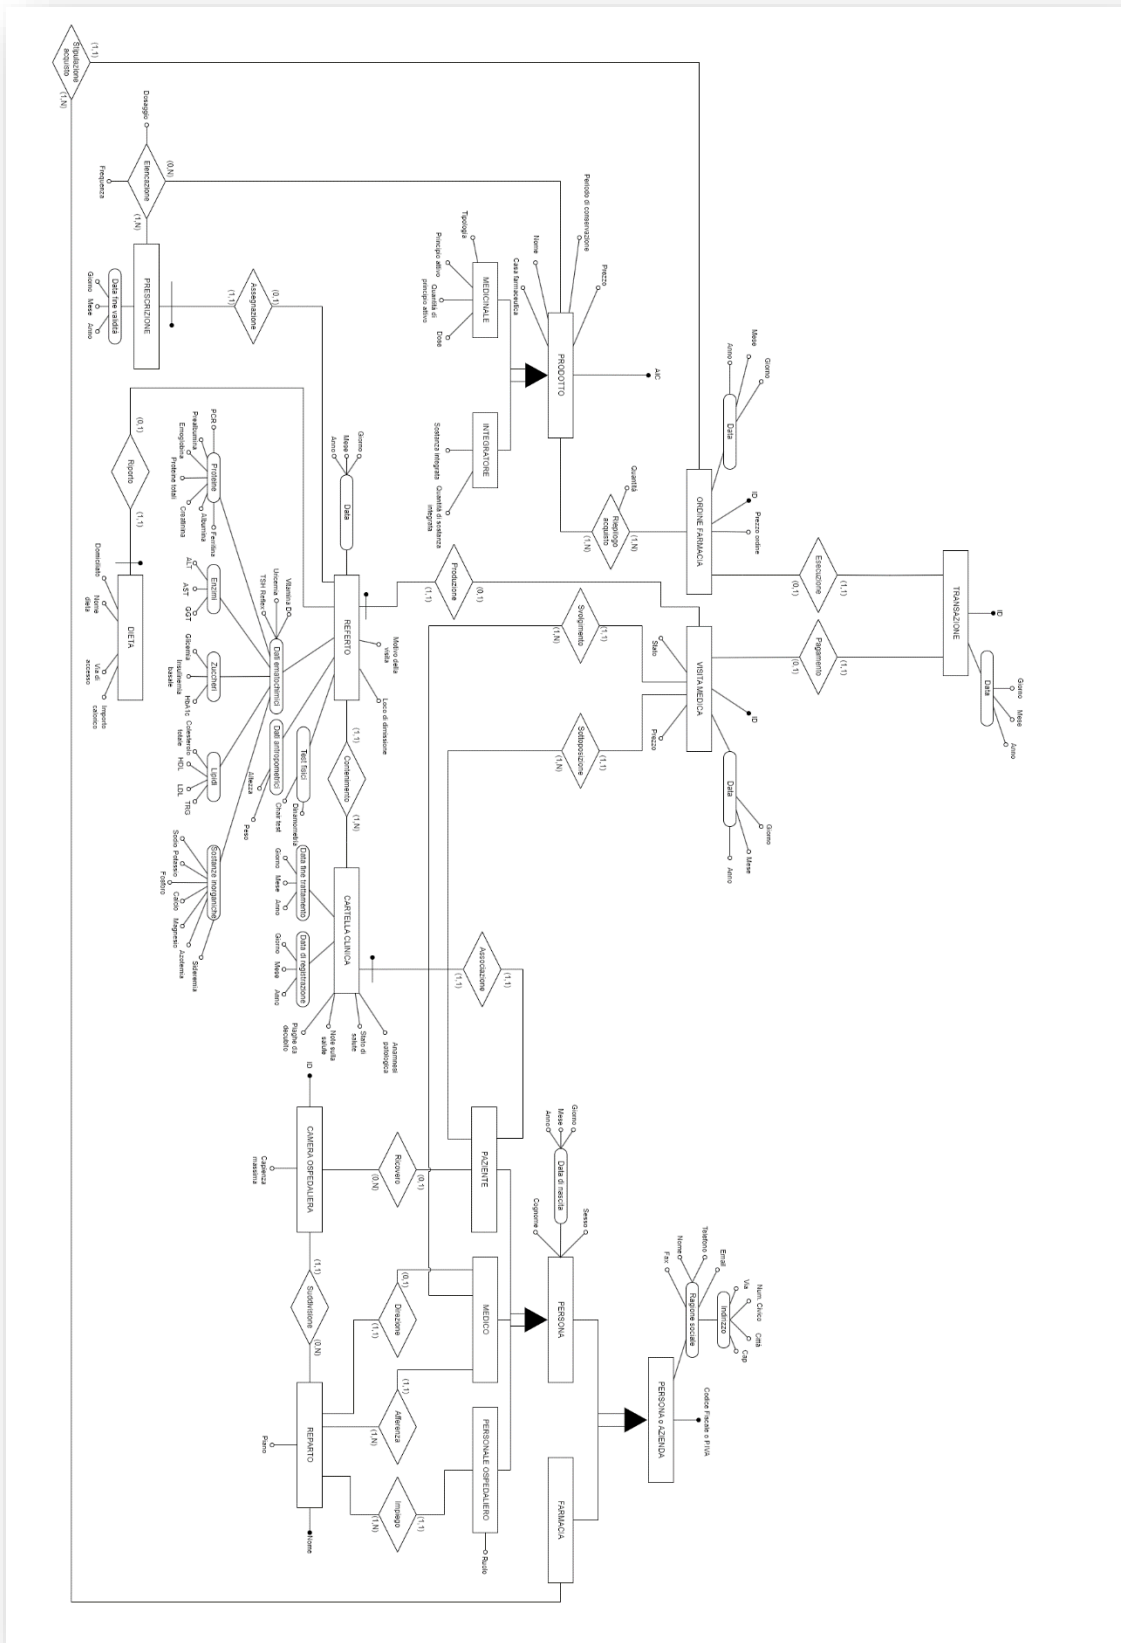 Codice Fiscale o P.IVA
PERSONA o AZIENDA
Num. Civico
Città
Via
Cap
Indirizzo
Email
Telefono
Nome
Fax
Ragione sociale
ID
Giorno
Mese
Anno
Data
TRANSAZIONE
(1,1)
Esecuzione
(0,1)
(1,1)
Pagamento
(0,1)
Giorno
Mese
Anno
Data
ID
Prezzo ordine
ORDINE FARMACIA
Giorno
Mese
Anno
Data
ID
Stato
Prezzo
VISITA MEDICA
(1,1)
Stipulazione
acquisto
(1,N)
AIC
Prezzo
Periodo di conservazione
Nome
Casa farmaceutica
PRODOTTO
Quantità
(1,N)
Riepilogo
acquisto
(1,N)
(1,1)
Svolgimento
(1,N)
(1,1)
Sottoposizione
(1,N)
Giorno
Mese
Anno
Data di nascita
Sesso
Cognome
PERSONA
FARMACIA
MEDICINALE
Tipologia
Principio attivo
Quantità di
principio attivo
Dose
INTEGRATORE
Sostanza integrata
Quantità di sostanza
integrata
(0,1)
Produzione
(1,1)
(1,1)
Associazione
(1,1)
PAZIENTE
MEDICO
PERSONALE OSPEDALIERO
Ruolo
(0,1)
Ricovero
(0,N)
(0,1)
Direzione
(1,1)
(1,1)
Afferenza
(1,N)
(1,1)
Impiego
(1,N)
Giorno
Mese
Anno
Data
REFERTO
Motivo della
visita
Loco di dimissione
(1,1)
Contenimento
(1,N)
CARTELLA CLINICA
Anamnesi
patologica
Stato di
salute
Note sulla
salute
Piaghe da
decubito
Data fine trattamento
Giorno
Mese
Anno
Data di registrazione
Giorno
Mese
Anno
ID
CAMERA OSPEDALIERA
Capienza
massima
(1,1)
Suddivisione
(0,N)
REPARTO
Piano
Nome
Test fisici
Dinamometria
Chair test
Dati antropometrici
Altezza
Peso
Dati ematochimici
Vitamina D
Uricemia
TSH Reflex
(0,1)
Assegnazione
(1,1)
Dosaggio
(0,N)
Elencazione
Frequenza
(1,N)
PRESCRIZIONE
Data fine validità
Giorno
Mese
Anno
Proteine
PCR
Prealbumina
Emoglobina
Proteine totali
Creatinina
Albumina
Ferritina
Enzimi
ALT
AST
GGT
Zuccheri
Glicemia
Insulinemia
basale
HbA1c
Lipidi
Colesterolo
totale
HDL
LDL
TRG
Sostanze inorganiche
Sodio
Potassio
Fosforo
Calcio
Magnesio
Azotemia
Sideremia
(0,1)
Riporto
(1,1)
DIETA
Domiciliato
Nome
dieta
Via di
accesso
Importo
calorico